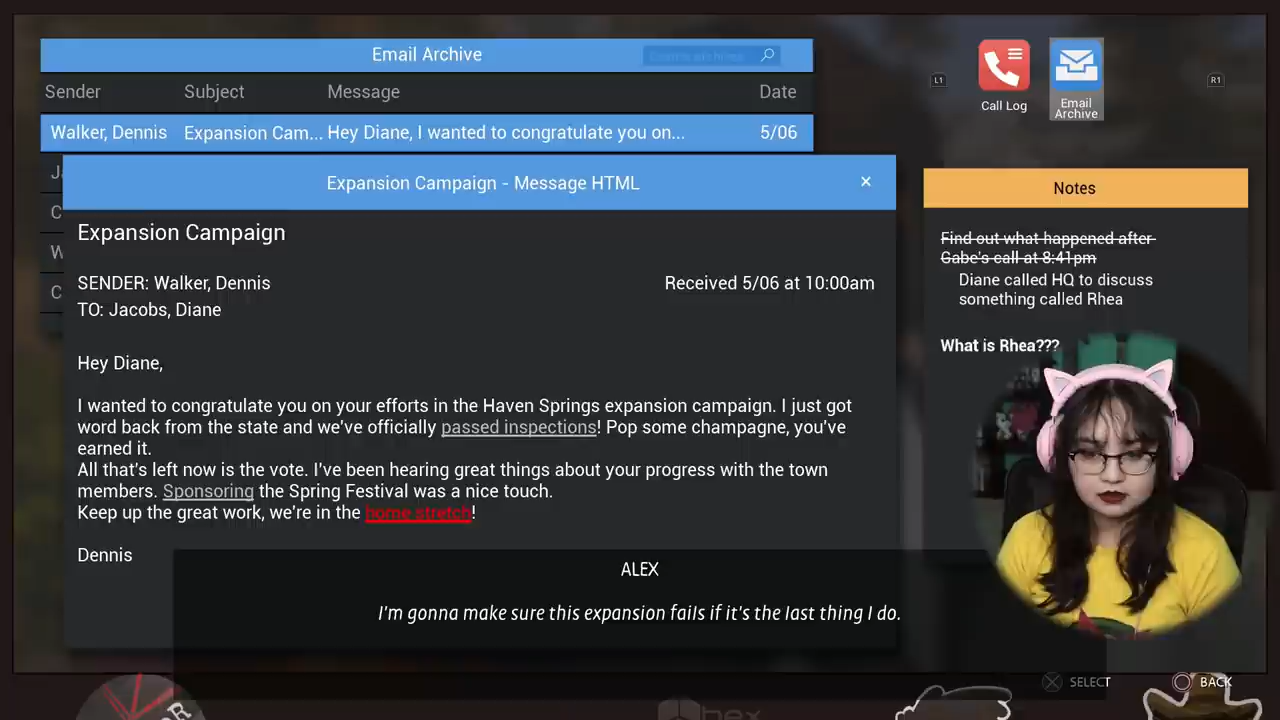 Email Archive
L1
R1
Call Log
Email
Archive
Sender Subject Message Date
Walker, Dennis Expansion Cam... Hey Diane, I wanted to congratulate you on... 5/06
J
C
W
C
Expansion Campaign - Message HTML ×
Expansion Campaign
SENDER: Walker, Dennis Received 5/06 at 10:00am
TO: Jacobs, Diane
Hey Diane,
I wanted to congratulate you on your efforts in the Haven Springs expansion campaign. I just got
word back from the state and we've officially passed inspections! Pop some champagne, you've
earned it.
All that's left now is the vote. I've been hearing great things about your progress with the town
members. Sponsoring the Spring Festival was a nice touch.
Keep up the great work, we're in the home stretch!
Dennis
Notes
Find out what happened after
Gabe's call at 8:41pm
Diane called HQ to discuss
something called Rhea
What is Rhea???
ALEX
I'm gonna make sure this expansion fails if it's the last thing I do.
SELECT BACK
hex